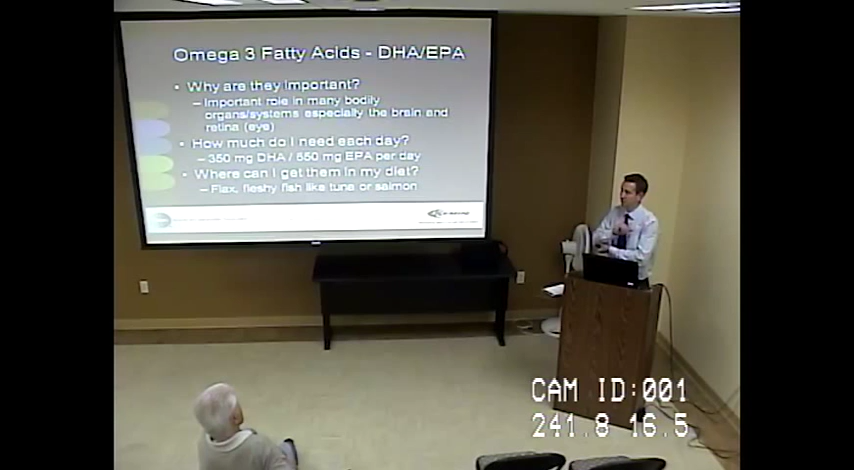 Omega 3 Fatty Acids - DHA/EPA
• Why are they important?
– Important role in many bodily
organs/systems especially the brain and
retina (eye)
• How much do I need each day?
– 350 mg DHA / 550 mg EPA per day
• Where can I get them in my diet?
– Flax, fleshy fish like tuna or salmon
CAM ID:001
241.8 16.5